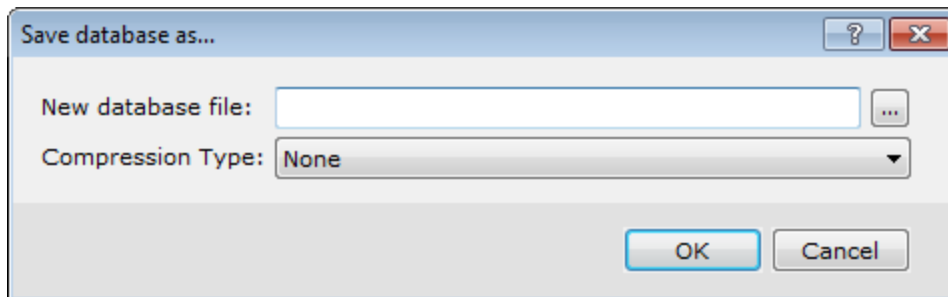 Save database as...
?
New database file:
...
Compression Type: None
OK Cancel